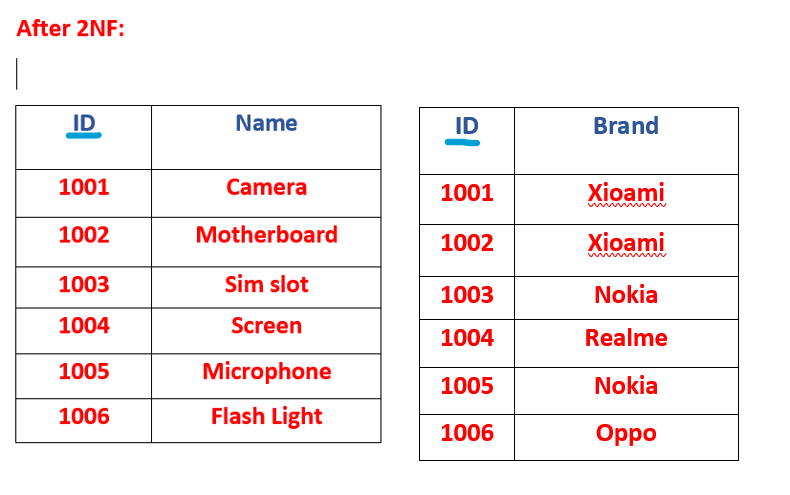 After 2NF:
ID Name
1001 Camera
1002 Motherboard
1003 Sim slot
1004 Screen
1005 Microphone
1006 Flash Light
ID Brand
1001 Xioami
1002 Xioami
1003 Nokia
1004 Realme
1005 Nokia
1006 Oppo